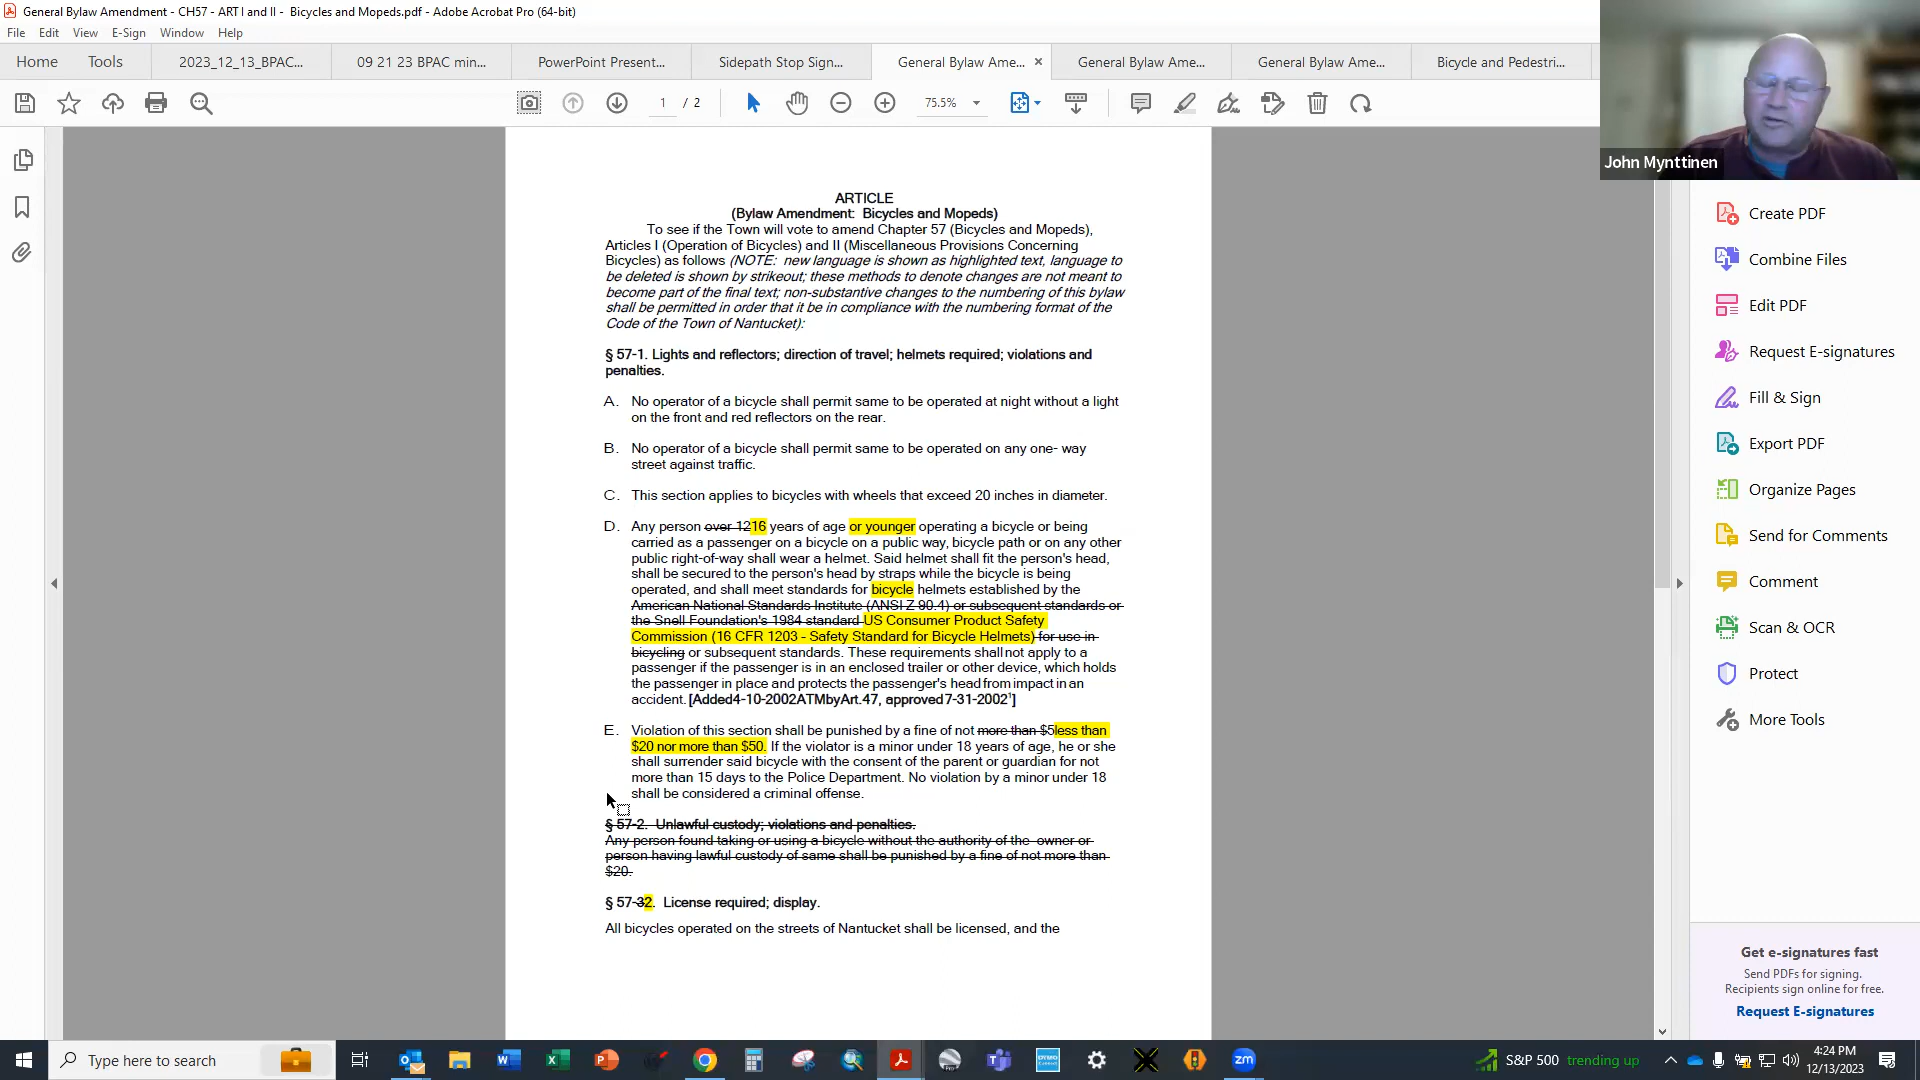 General Bylaw Amendment - CH57 - ART I and II - Bicycles and Mopeds.pdf - Adobe Acrobat Pro (64-bit)
File Edit View E-Sign Window Help
Home Tools 2023_12_13_BPAC... 09 21 23 BPAC min... PowerPoint Present... Sidepath Stop Sign... General Bylaw Ame... × General Bylaw Ame... General Bylaw Ame... Bicycle and Pedestri...
1 / 2 75.5%
John Mynttinen
ARTICLE
(Bylaw Amendment: Bicycles and Mopeds)
To see if the Town will vote to amend Chapter 57 (Bicycles and Mopeds),
Articles I (Operation of Bicycles) and II (Miscellaneous Provisions Concerning
Bicycles) as follows (NOTE: new language is shown as highlighted text, language to
be deleted is shown by strikeout; these methods to denote changes are not meant to
become part of the final text; non-substantive changes to the numbering of this bylaw
shall be permitted in order that it be in compliance with the numbering format of the
Code of the Town of Nantucket):
§ 57-1. Lights and reflectors; direction of travel; helmets required; violations and
penalties.
A. No operator of a bicycle shall permit same to be operated at night without a light
on the front and red reflectors on the rear.
B. No operator of a bicycle shall permit same to be operated on any one- way
street against traffic.
C. This section applies to bicycles with wheels that exceed 20 inches in diameter.
D. Any person over 1216 years of age or younger operating a bicycle or being
carried as a passenger on a bicycle on a public way, bicycle path or on any other
public right-of-way shall wear a helmet. Said helmet shall fit the person's head,
shall be secured to the person's head by straps while the bicycle is being
operated, and shall meet standards for bicycle helmets established by the
American National Standards Institute (ANSI Z 90.4) or subsequent standards or
the Snell Foundation's 1984 standard US Consumer Product Safety
Commission (16 CFR 1203 - Safety Standard for Bicycle Helmets) for use in
bicycling or subsequent standards. These requirements shall not apply to a
passenger if the passenger is in an enclosed trailer or other device, which holds
the passenger in place and protects the passenger's head from impact in an
accident. [Added4-10-2002ATMbyArt.47, approved7-31-2002¹]
E. Violation of this section shall be punished by a fine of not more than $5less than
$20 nor more than $50. If the violator is a minor under 18 years of age, he or she
shall surrender said bicycle with the consent of the parent or guardian for not
more than 15 days to the Police Department. No violation by a minor under 18
shall be considered a criminal offense.
§ 57-2. Unlawful custody; violations and penalties.
Any person found taking or using a bicycle without the authority of the owner or
person having lawful custody of same shall be punished by a fine of not more than
$20.
§ 57-32. License required; display.
All bicycles operated on the streets of Nantucket shall be licensed, and the
Create PDF
Combine Files
Edit PDF
Request E-signatures
Fill & Sign
Export PDF
Organize Pages
Send for Comments
Comment
Scan & OCR
Protect
More Tools
Get e-signatures fast
Send PDFs for signing.
Recipients sign online for free.
Request E-signatures
Type here to search
S&P 500 trending up
4:24 PM
12/13/2023